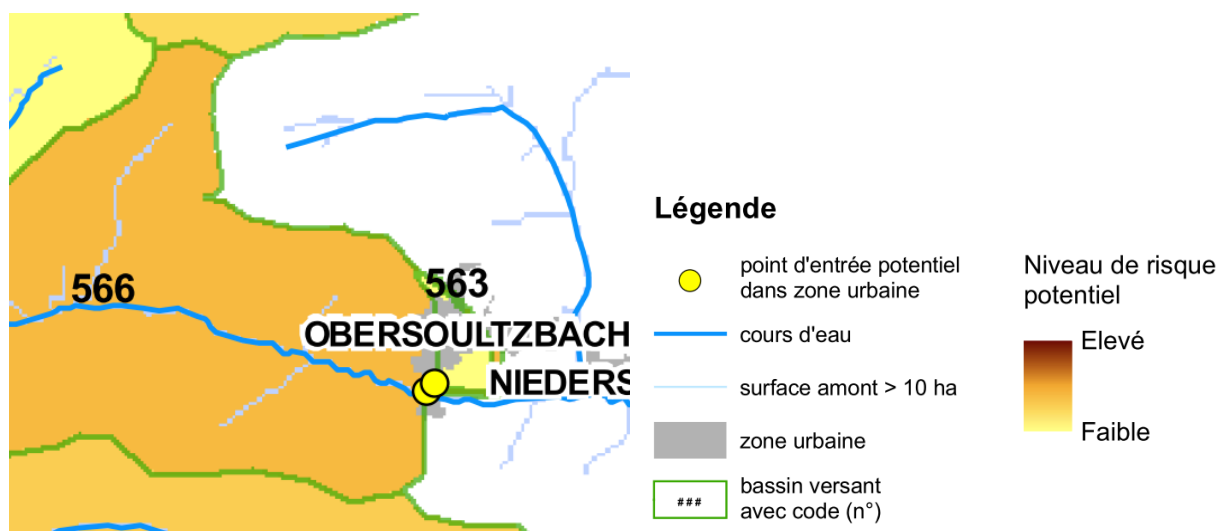 566
563
OBERSOULTZBACH
NIEDERS
Légende
point d'entrée potentiel
dans zone urbaine
cours d'eau
surface amont > 10 ha
zone urbaine
###
bassin versant
avec code (n°)
Niveau de risque
potentiel
Elevé
Faible